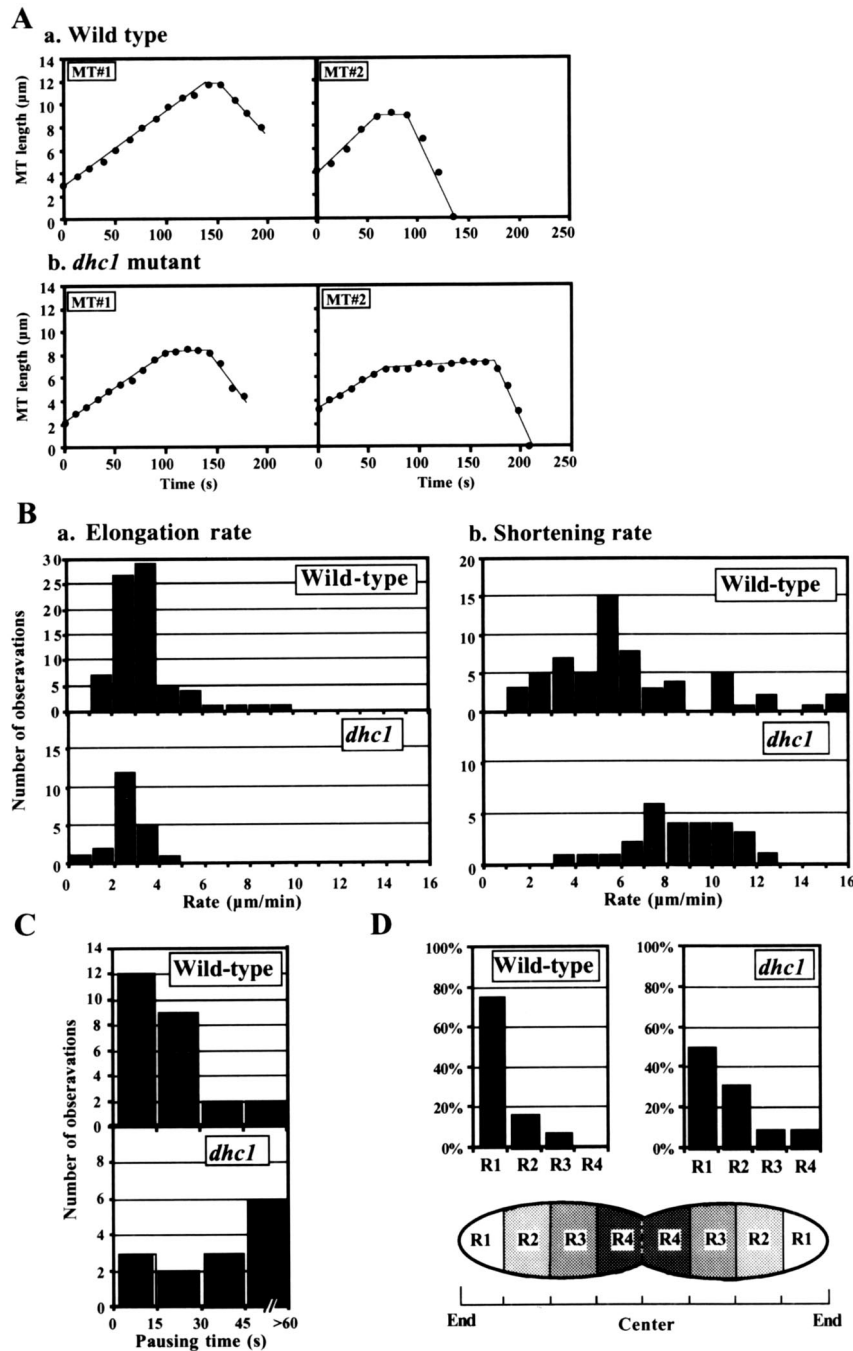 A
a. Wild type
MT#1
MT#2
MT length (µm)
14
12
10
8
6
4
2
0
0 50 100 150 200
0 50 100 150 200 250
b. dhc1 mutant
MT#1
MT#2
MT length (µm)
14
12
10
8
6
4
2
0
0 50 100 150 200
0 50 100 150 200 250
Time (s)
Time (s)
B
a. Elongation rate
b. Shortening rate
Number of obseravations
30
25
20
15
10
5
0
Wild-type
10
5
0
dhc1
2 4 6 8 10 12 14 16
Rate (µm/min)
20
15
10
5
0
Wild-type
10
5
0
dhc1
0 2 4 6 8 10 12 14 16
Rate (µm/min)
C
Number of obseravations
14
12
10
8
6
4
2
0
Wild-type
8
6
4
2
0
dhc1
0 15 30 45 >60
Pausing time (s)
D
100%
80%
60%
40%
20%
0%
Wild-type
R1 R2 R3 R4
100%
80%
60%
40%
20%
0%
dhc1
R1 R2 R3 R4
R1 R2 R3 R4 R4 R3 R2 R1
End Center End